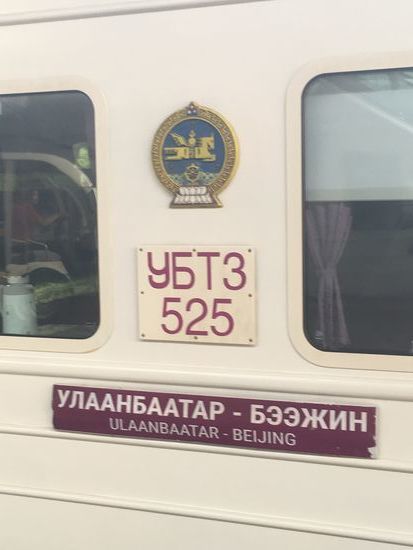 УБТЗ
525
УЛААНБААТАР - БЭЭЖИН
ULAANBAATAR - BEIJING